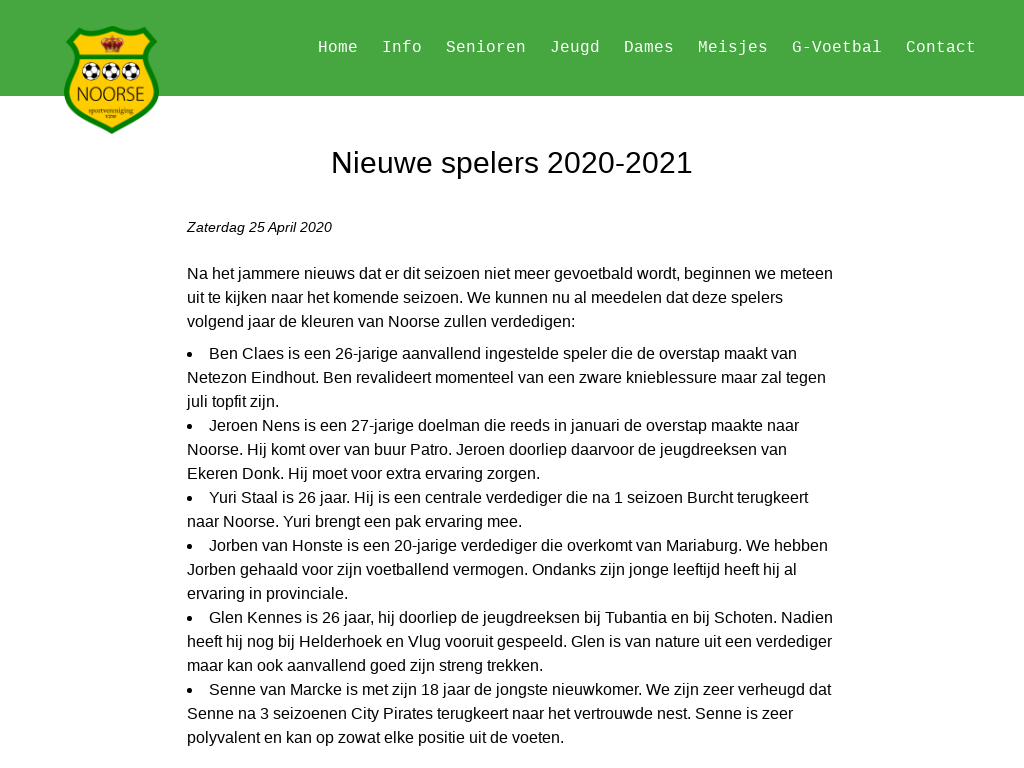 NOORSE
sportvereniging
vzw
Home Info Senioren Jeugd Dames Meisjes G-Voetbal Contact
Nieuwe spelers 2020-2021
Zaterdag 25 April 2020
Na het jammere nieuws dat er dit seizoen niet meer gevoetbald wordt, beginnen we meteen
uit te kijken naar het komende seizoen. We kunnen nu al meedelen dat deze spelers
volgend jaar de kleuren van Noorse zullen verdedigen:
• Ben Claes is een 26-jarige aanvallend ingestelde speler die de overstap maakt van
Netezon Eindhout. Ben revalideert momenteel van een zware knieblessure maar zal tegen
juli topfit zijn.
• Jeroen Nens is een 27-jarige doelman die reeds in januari de overstap maakte naar
Noorse. Hij komt over van buur Patro. Jeroen doorliep daarvoor de jeugdreeksen van
Ekeren Donk. Hij moet voor extra ervaring zorgen.
• Yuri Staal is 26 jaar. Hij is een centrale verdediger die na 1 seizoen Burcht terugkeert
naar Noorse. Yuri brengt een pak ervaring mee.
• Jorben van Honste is een 20-jarige verdediger die overkomt van Mariaburg. We hebben
Jorben gehaald voor zijn voetballend vermogen. Ondanks zijn jonge leeftijd heeft hij al
ervaring in provinciale.
• Glen Kennes is 26 jaar, hij doorliep de jeugdreeksen bij Tubantia en bij Schoten. Nadien
heeft hij nog bij Helderhoek en Vlug vooruit gespeeld. Glen is van nature uit een verdediger
maar kan ook aanvallend goed zijn streng trekken.
• Senne van Marcke is met zijn 18 jaar de jongste nieuwkomer. We zijn zeer verheugd dat
Senne na 3 seizoenen City Pirates terugkeert naar het vertrouwde nest. Senne is zeer
polyvalent en kan op zowat elke positie uit de voeten.